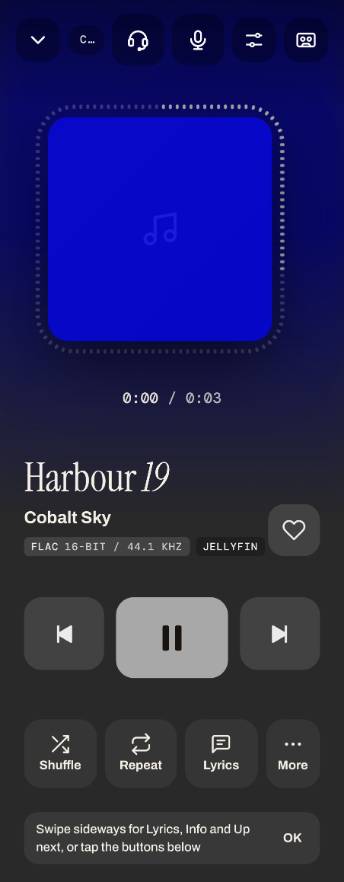 C…
0:00 / 0:03
Harbour 19
Cobalt Sky
FLAC 16-BIT / 44.1 KHZ JELLYFIN
Shuffle Repeat Lyrics More
Swipe sideways for Lyrics, Info and Up
next, or tap the buttons below
OK